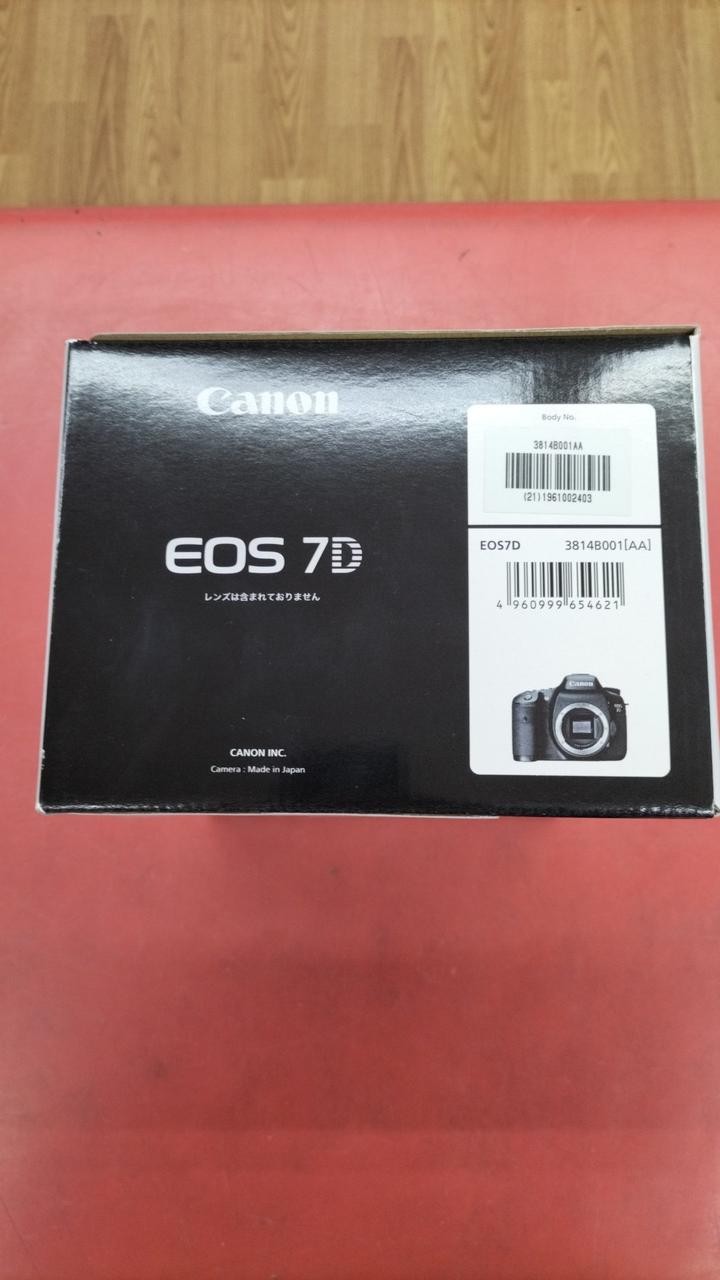 Canon
EOS 7D
レンズは含まれておりません
CANON INC.
Camera : Made in Japan
Body No.
3814B001AA
(21)1961002403
EOS7D 3814B001[AA]
4 960999 654621
Canon